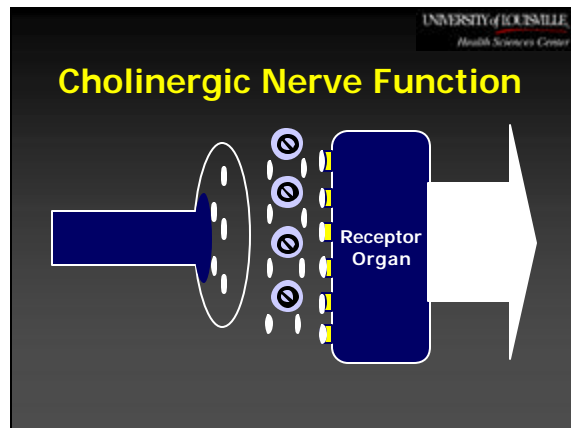 UNIVERSITY of LOUISVILLE
Health Sciences Center
Cholinergic Nerve Function
Receptor
Organ